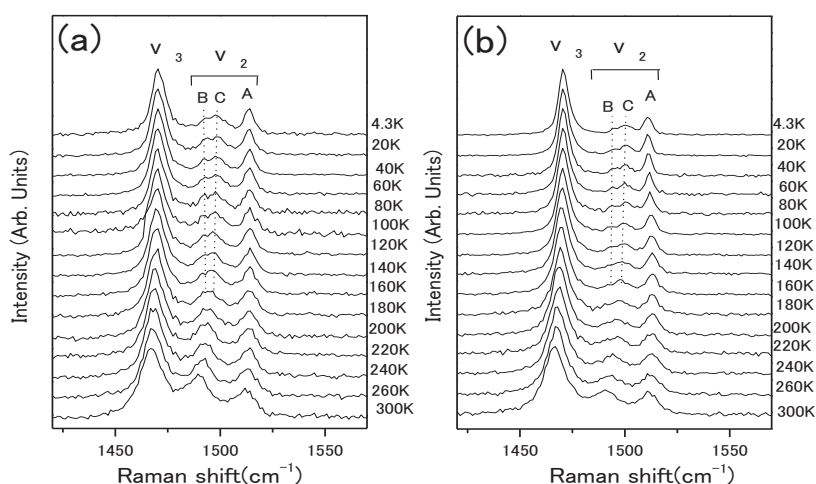 (a)
ν 3 ν 2
B C A
4.3K
20K
40K
60K
80K
100K
120K
140K
160K
180K
200K
220K
240K
260K
300K
Intensity (Arb. Units)
1450 1500 1550
Raman shift(cm⁻¹)
(b)
ν 3 ν 2
B C A
4.3K
20K
40K
60K
80K
100K
120K
140K
160K
180K
200K
220K
240K
260K
300K
Intensity (Arb. Units)
1450 1500 1550
Raman shift(cm⁻¹)